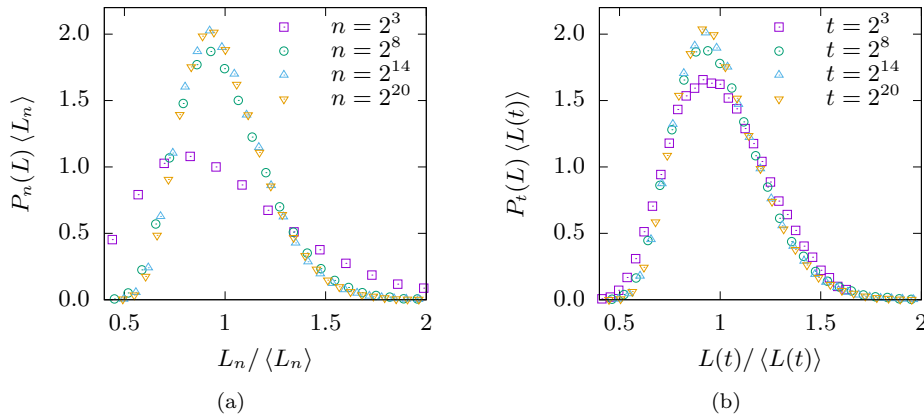 P_n(L) ⟨L_n⟩
2.0
1.5
1.0
0.5
0.0
0.5 1 1.5 2
L_n/ ⟨L_n⟩
n = 2^3
n = 2^8
n = 2^14
n = 2^20
(a)
P_t(L) ⟨L(t)⟩
2.0
1.5
1.0
0.5
0.0
0.5 1 1.5 2
L(t)/ ⟨L(t)⟩
t = 2^3
t = 2^8
t = 2^14
t = 2^20
(b)